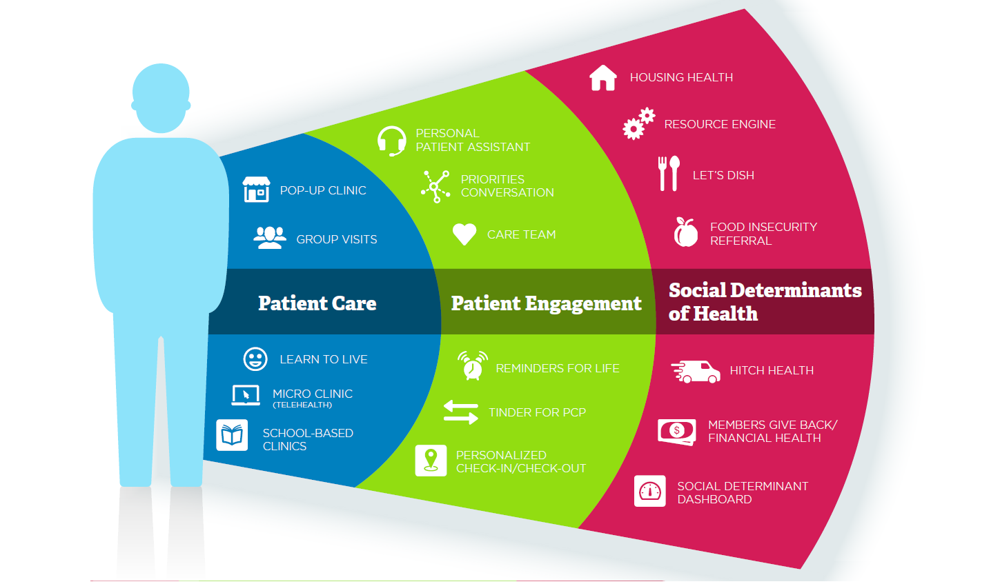 POP-UP CLINIC
GROUP VISITS
Patient Care
LEARN TO LIVE
MICRO CLINIC
(TELEHEALTH)
SCHOOL-BASED
CLINICS
PERSONAL
PATIENT ASSISTANT
PRIORITIES
CONVERSATION
CARE TEAM
Patient Engagement
REMINDERS FOR LIFE
TINDER FOR PCP
PERSONALIZED
CHECK-IN/CHECK-OUT
HOUSING HEALTH
RESOURCE ENGINE
LET'S DISH
FOOD INSECURITY
REFERRAL
Social Determinants
of Health
HITCH HEALTH
$
MEMBERS GIVE BACK/
FINANCIAL HEALTH
SOCIAL DETERMINANT
DASHBOARD